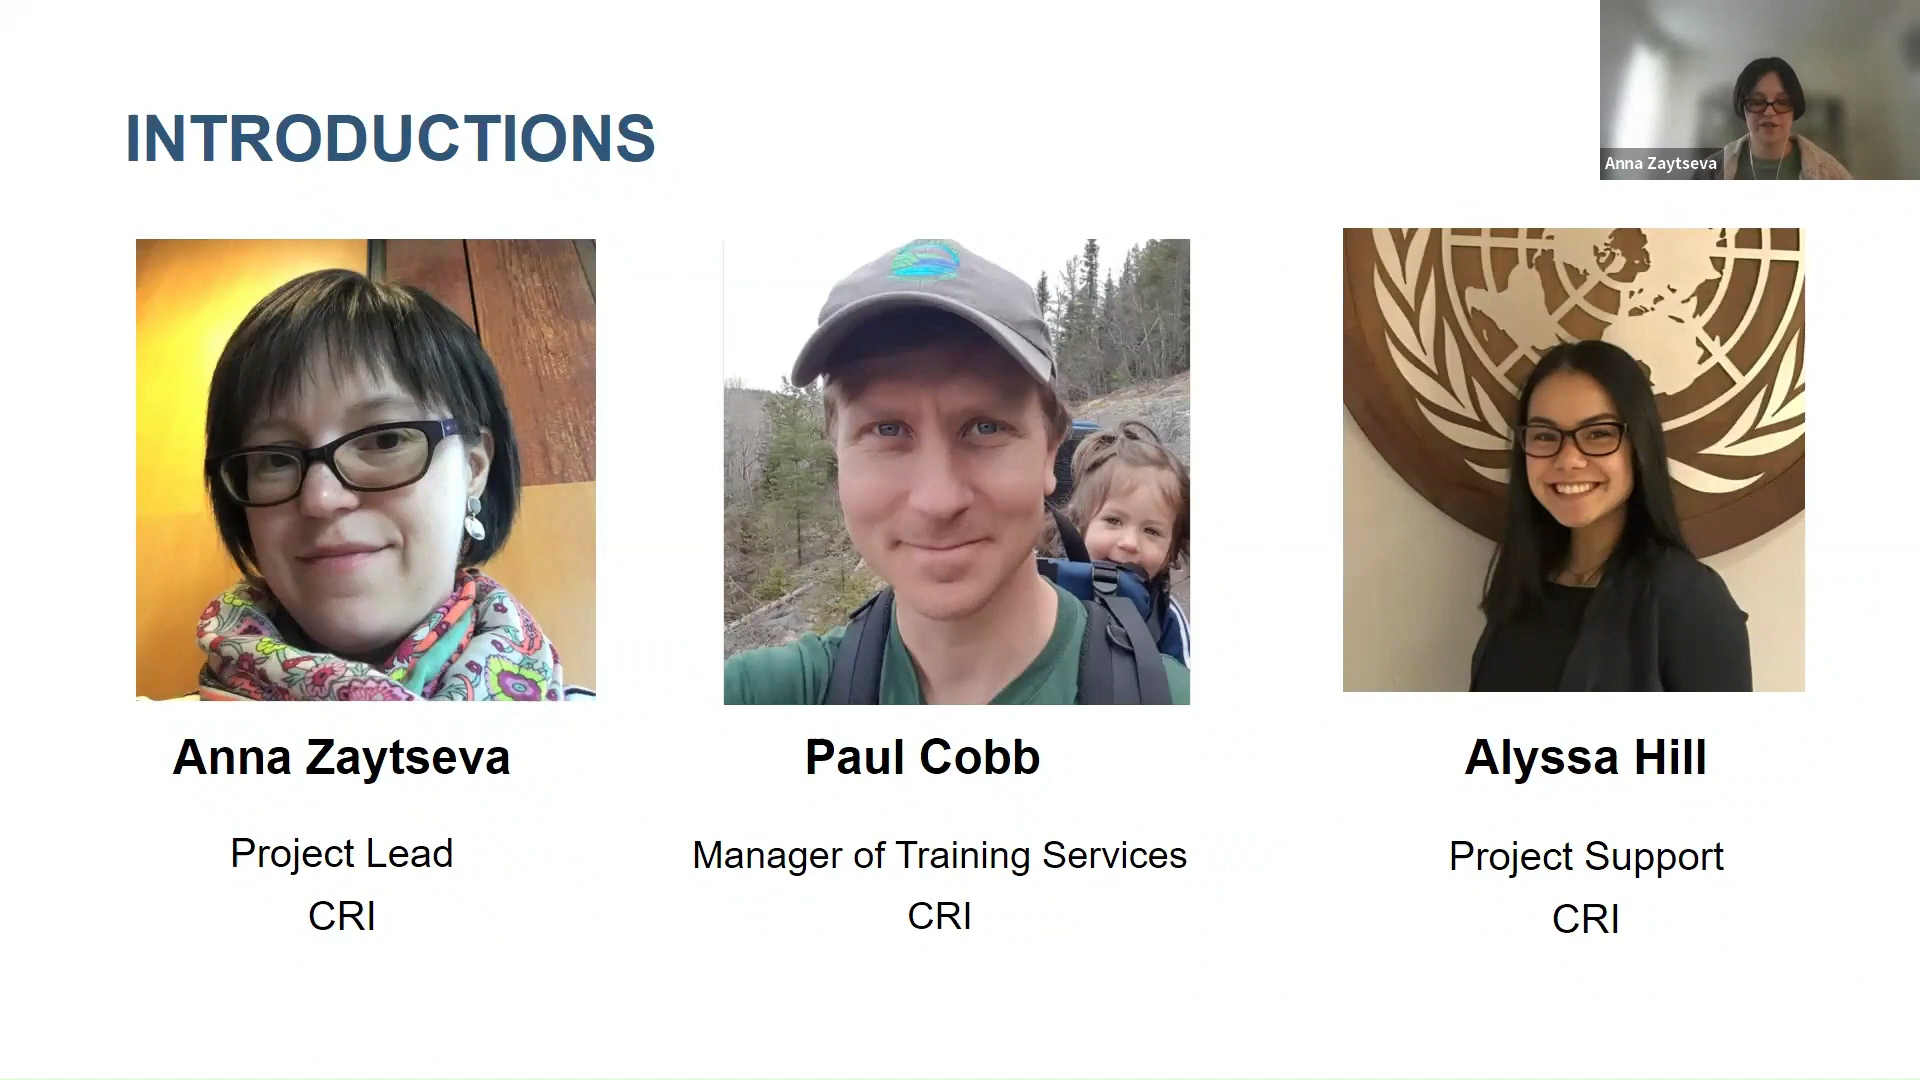 INTRODUCTIONS
Anna Zaytseva
Anna Zaytseva
Project Lead
CRI
Paul Cobb
Manager of Training Services
CRI
Alyssa Hill
Project Support
CRI